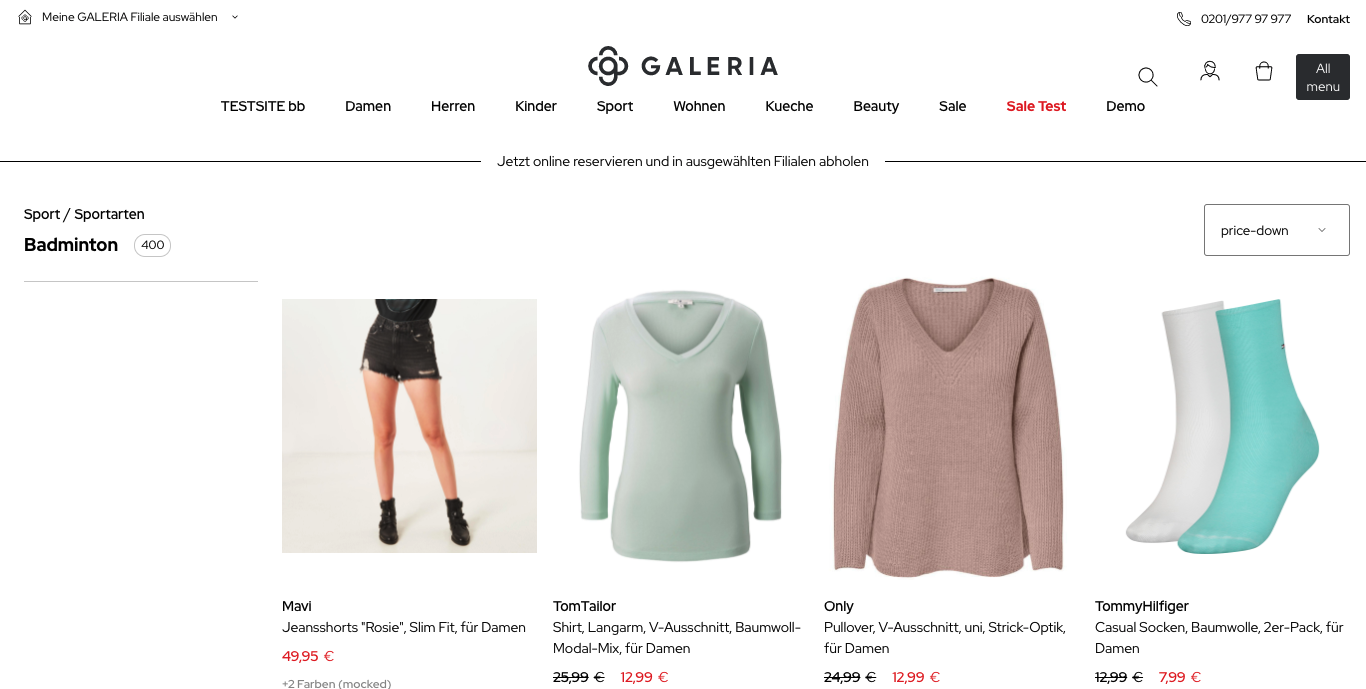 Meine GALERIA Filiale auswählen
0201/977 97 977 Kontakt
GALERIA
All
menu
TESTSITE bb Damen Herren Kinder Sport Wohnen Kueche Beauty Sale Sale Test Demo
Jetzt online reservieren und in ausgewählten Filialen abholen
Sport / Sportarten
Badminton 400
price-down
Mavi
Jeansshorts "Rosie", Slim Fit, für Damen
49,95 €
+2 Farben (mocked)
TomTailor
Shirt, Langarm, V-Ausschnitt, Baumwoll-
Modal-Mix, für Damen
25,99 € 12,99 €
Only
Pullover, V-Ausschnitt, uni, Strick-Optik,
für Damen
24,99 € 12,99 €
TommyHilfiger
Casual Socken, Baumwolle, 2er-Pack, für
Damen
12,99 € 7,99 €